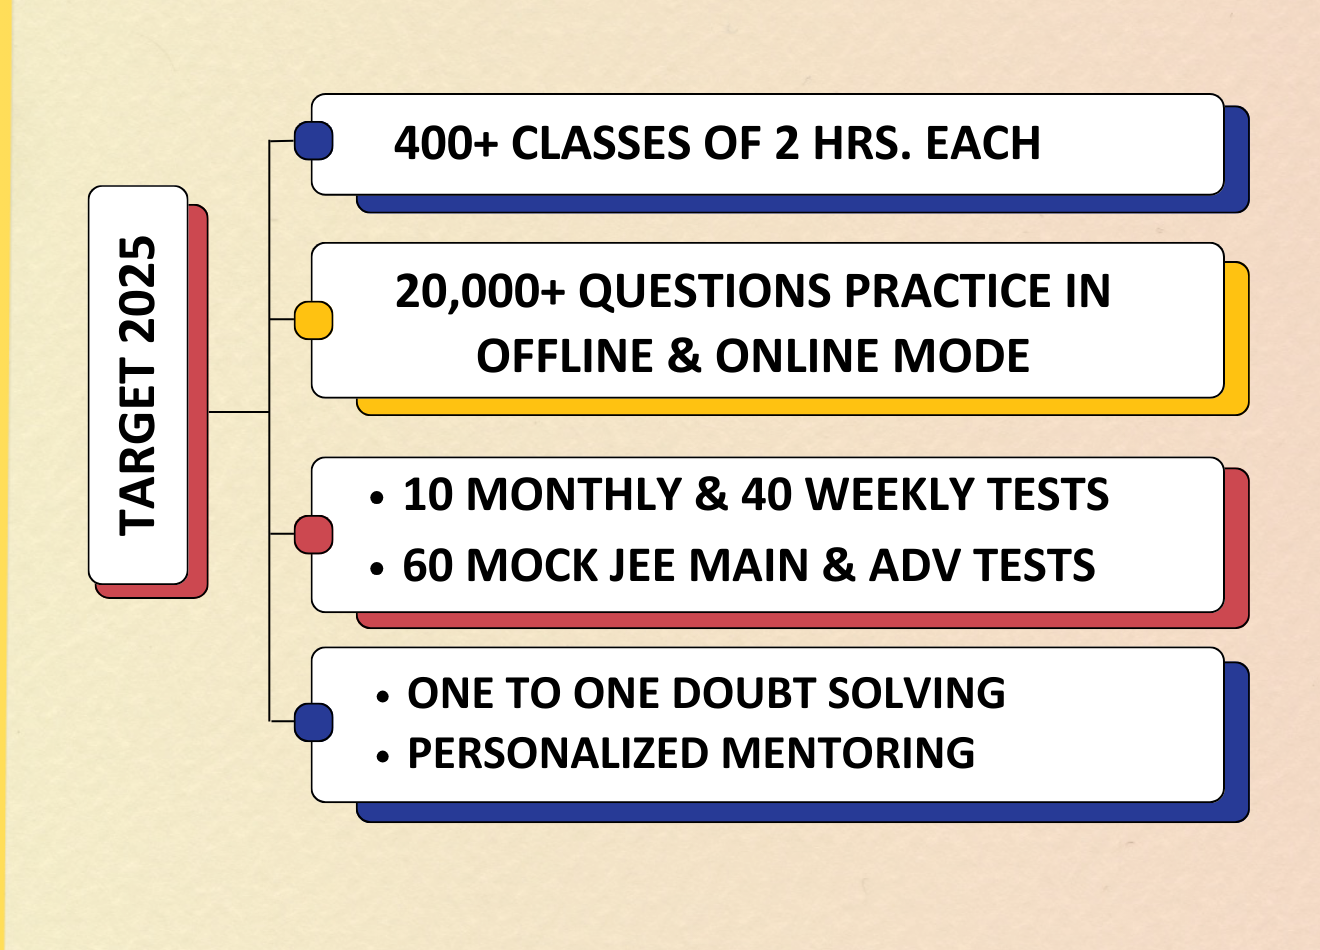 TARGET 2025
400+ CLASSES OF 2 HRS. EACH
20,000+ QUESTIONS PRACTICE IN
OFFLINE & ONLINE MODE
• 10 MONTHLY & 40 WEEKLY TESTS
• 60 MOCK JEE MAIN & ADV TESTS
• ONE TO ONE DOUBT SOLVING
• PERSONALIZED MENTORING